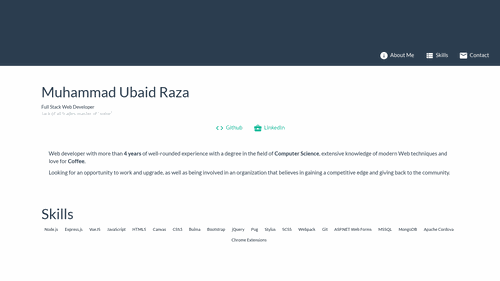 About Me Skills Contact
Muhammad Ubaid Raza
Full Stack Web Developer
Github Linkedin
Web developer with more than 4 years of well-rounded experience with a degree in the field of Computer Science, extensive knowledge of modern Web techniques and
love for Coffee.
Looking for an opportunity to work and upgrade, as well as being involved in an organization that believes in gaining a competitive edge and giving back to the community.
Skills
Node.js Express.js VueJS JavaScript HTML5 Canvas CSS3 Bulma Bootstrap jQuery Pug Stylus SCSS Webpack Git ASP.NET Web Forms MSSQL MongoDB Apache Cordova
Chrome Extensions